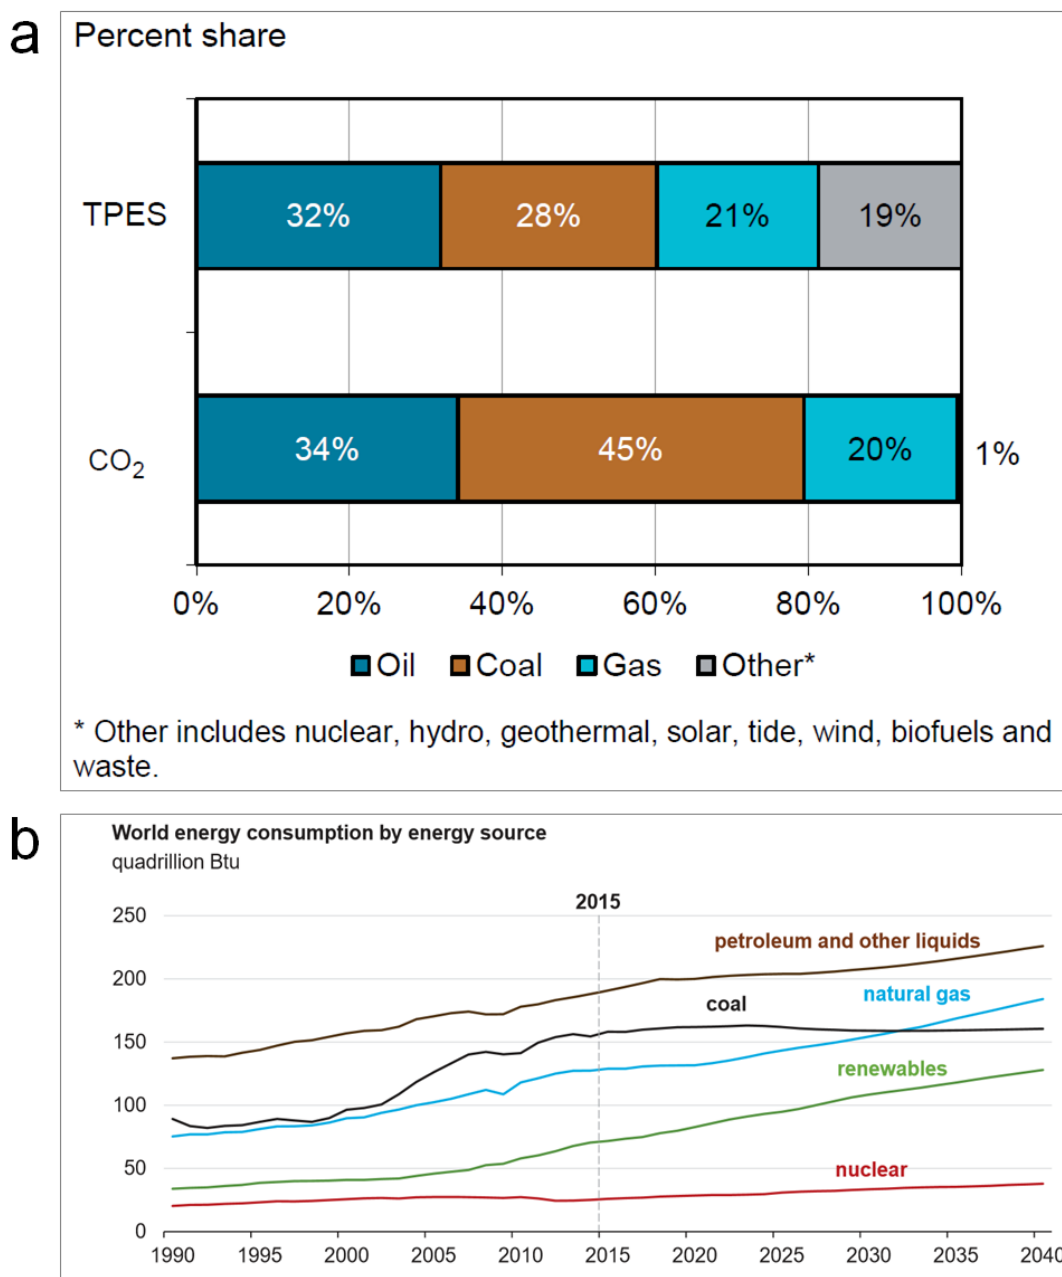 a
Percent share
TPES
32%
28%
21%
19%
CO2
34%
45%
20%
1%
0%
20%
40%
60%
80%
100%
Oil
Coal
Gas
Other*
* Other includes nuclear, hydro, geothermal, solar, tide, wind, biofuels and
waste.
b
World energy consumption by energy source
quadrillion Btu
2015
250
200
150
100
50
0
petroleum and other liquids
natural gas
coal
renewables
nuclear
1990
1995
2000
2005
2010
2015
2020
2025
2030
2035
2040